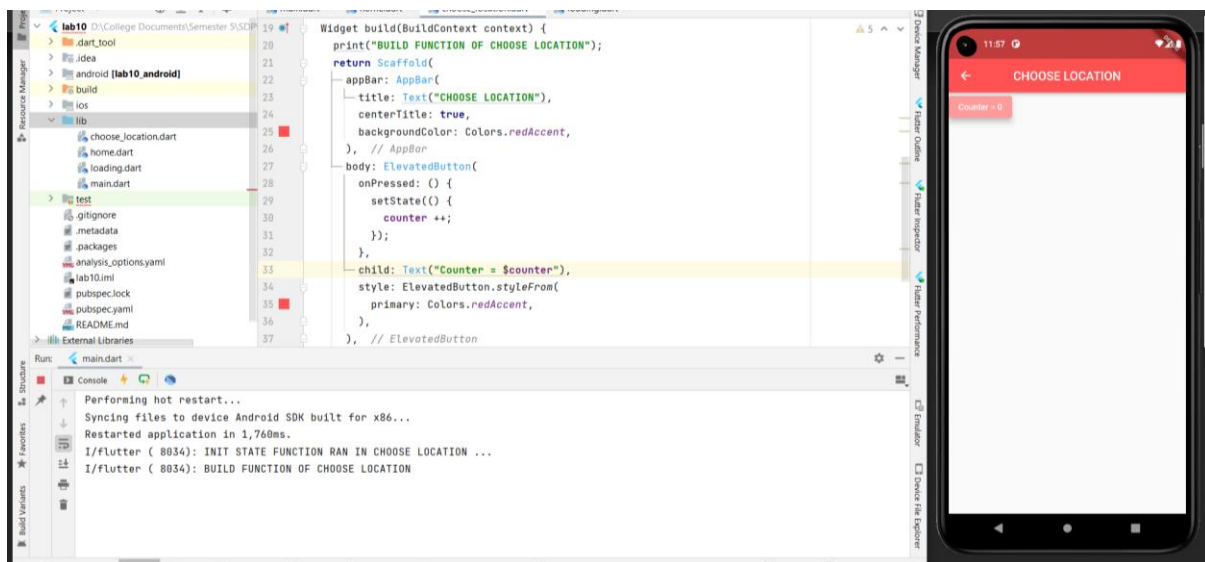 lab10 D:\College Documents\Semester 5\SDP
.dart_tool
.idea
android [lab10_android]
build
ios
lib
choose_location.dart
home.dart
loading.dart
main.dart
test
.gitignore
.metadata
.packages
analysis_options.yaml
lab10.iml
pubspec.lock
pubspec.yaml
README.md
External Libraries
Resource Manager
Structure
Favorites
Build Variants
19 Widget build(BuildContext context) {
20 print("BUILD FUNCTION OF CHOOSE LOCATION");
21 return Scaffold(
22 appBar: AppBar(
23 title: Text("CHOOSE LOCATION"),
24 centerTitle: true,
25 backgroundColor: Colors.redAccent,
26 ), // AppBar
27 body: ElevatedButton(
28 onPressed: () {
29 setState(() {
30 counter ++;
31 });
32 },
33 child: Text("Counter = $counter"),
34 style: ElevatedButton.styleFrom(
35 primary: Colors.redAccent,
36 ),
37 ), // ElevatedButton
5
Device Manager
Flutter Outline
Flutter Inspector
Flutter Performance
Emulator
Device File Explorer
Run: main.dart
Console
Performing hot restart...
Syncing files to device Android SDK built for x86...
Restarted application in 1,760ms.
I/flutter ( 8034): INIT STATE FUNCTION RAN IN CHOOSE LOCATION ...
I/flutter ( 8034): BUILD FUNCTION OF CHOOSE LOCATION
11:57
CHOOSE LOCATION
Counter = 0